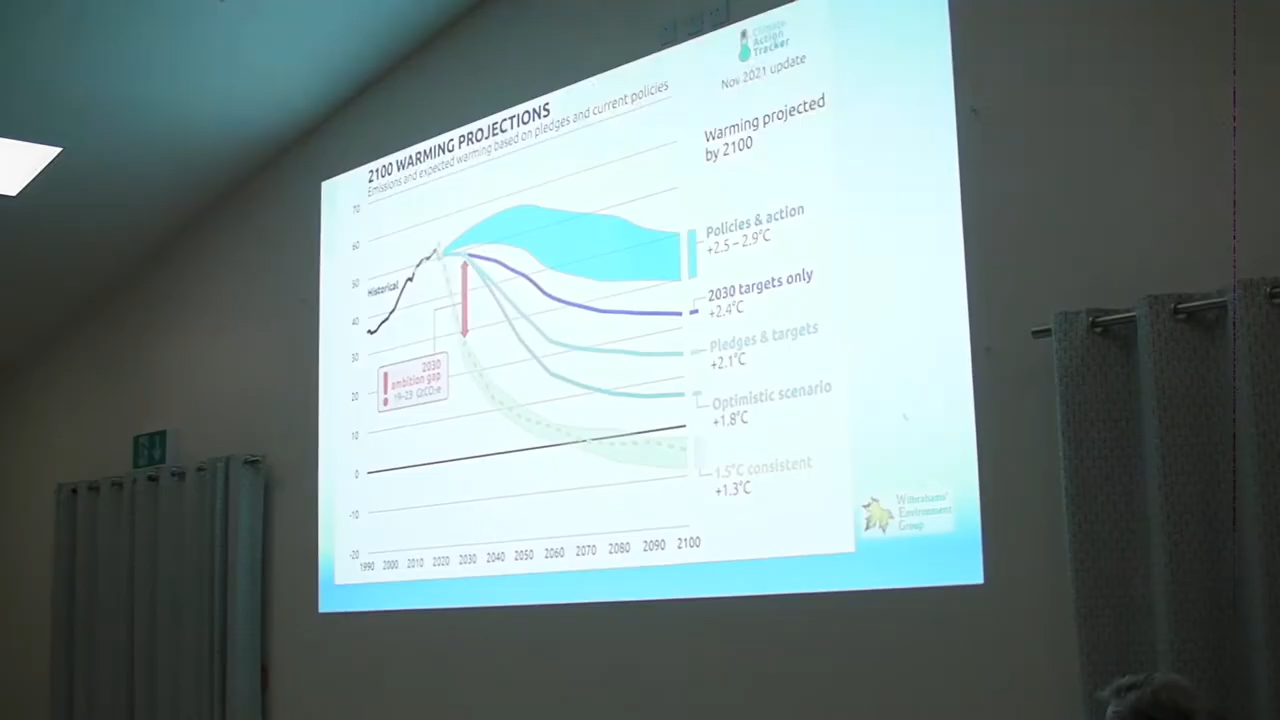 Climate
Action
Tracker
Nov 2021 update
2100 WARMING PROJECTIONS
Emissions and expected warming based on pledges and current policies
Warming projected
by 2100
70
60
50
40
30
20
10
0
-10
-20
Historical
2030
ambition gap
19-23 GtCO₂e
Policies & action
+2.5 – 2.9°C
2030 targets only
+2.4°C
Pledges & targets
+2.1°C
Optimistic scenario
+1.8°C
1.5°C consistent
+1.3°C
1990 2000 2010 2020 2030 2040 2050 2060 2070 2080 2090 2100
Wilbrahams'
Environment
Group